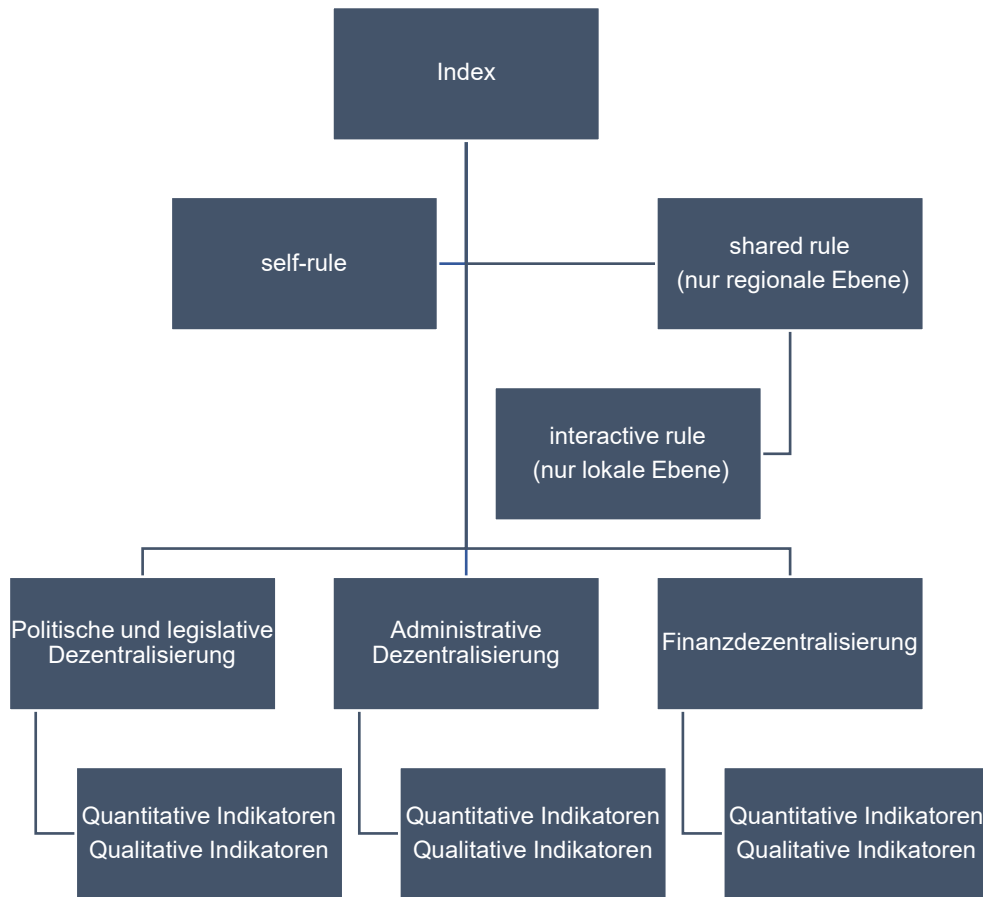 Index
self-rule
shared rule
(nur regionale Ebene)
interactive rule
(nur lokale Ebene)
Politische und legislative
Dezentralisierung
Administrative
Dezentralisierung
Finanzdezentralisierung
Quantitative Indikatoren
Qualitative Indikatoren
Quantitative Indikatoren
Qualitative Indikatoren
Quantitative Indikatoren
Qualitative Indikatoren